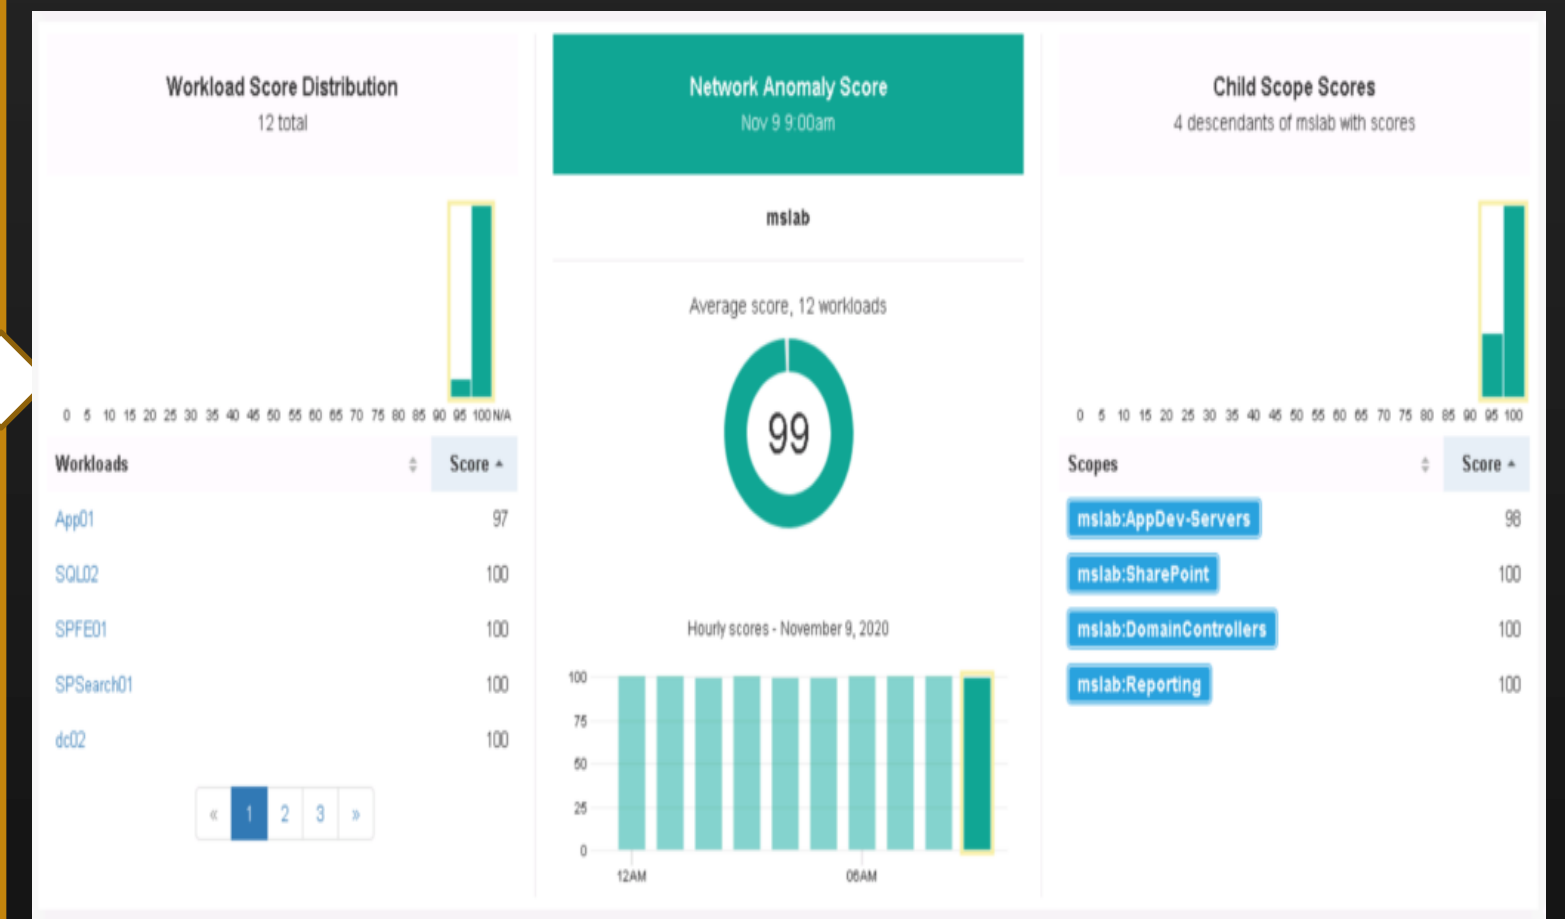 Workload Score Distribution
12 total
0 5 10 15 20 25 30 35 40 45 50 55 60 65 70 75 80 85 90 95 100 N/A
Workloads Score
App01 97
SQL02 100
SPFE01 100
SPSearch01 100
dc02 100
« 1 2 3 »
Network Anomaly Score
Nov 9 9:00am
mslab
Average score, 12 workloads
99
Hourly scores - November 9, 2020
100
75
50
25
0
12AM 06AM
Child Scope Scores
4 descendants of mslab with scores
0 5 10 15 20 25 30 35 40 45 50 55 60 65 70 75 80 85 90 95 100
Scopes Score
mslab:AppDev-Servers 98
mslab:SharePoint 100
mslab:DomainControllers 100
mslab:Reporting 100